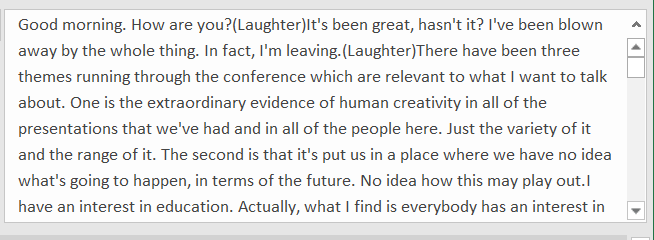 Good morning. How are you?(Laughter)It's been great, hasn't it? I've been blown
away by the whole thing. In fact, I'm leaving.(Laughter)There have been three
themes running through the conference which are relevant to what I want to talk
about. One is the extraordinary evidence of human creativity in all of the
presentations that we've had and in all of the people here. Just the variety of it
and the range of it. The second is that it's put us in a place where we have no idea
what's going to happen, in terms of the future. No idea how this may play out.I
have an interest in education. Actually, what I find is everybody has an interest in